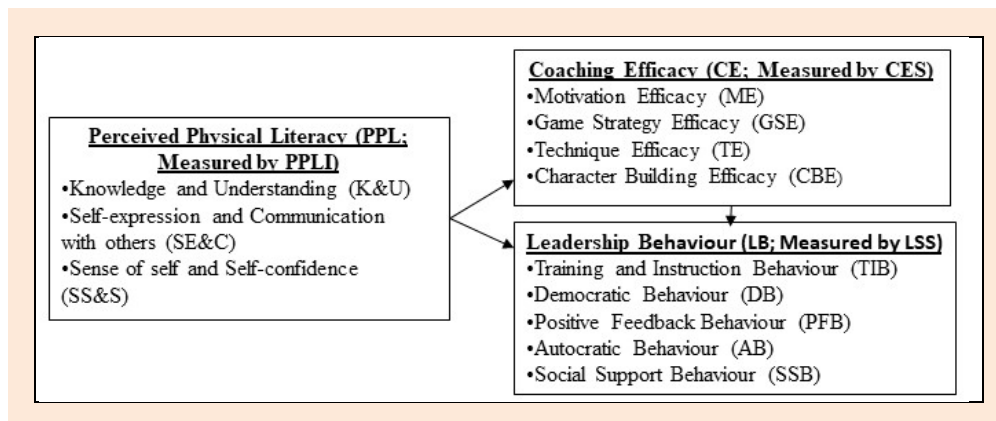 Perceived Physical Literacy (PPL;
Measured by PPLI)
•Knowledge and Understanding (K&U)
•Self-expression and Communication
with others (SE&C)
•Sense of self and Self-confidence
(SS&S)
Coaching Efficacy (CE; Measured by CES)
•Motivation Efficacy (ME)
•Game Strategy Efficacy (GSE)
•Technique Efficacy (TE)
•Character Building Efficacy (CBE)
Leadership Behaviour (LB; Measured by LSS)
•Training and Instruction Behaviour (TIB)
•Democratic Behaviour (DB)
•Positive Feedback Behaviour (PFB)
•Autocratic Behaviour (AB)
•Social Support Behaviour (SSB)